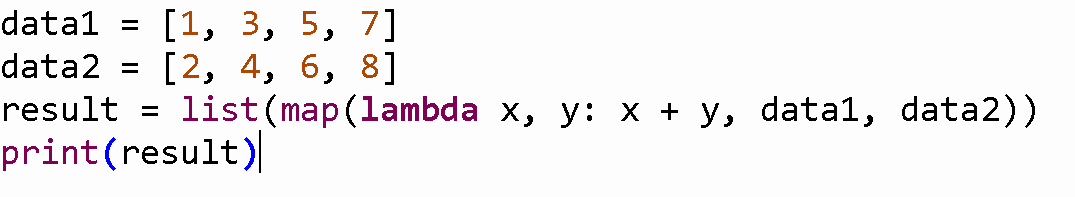 data1 = [1, 3, 5, 7]
data2 = [2, 4, 6, 8]
result = list(map(lambda x, y: x + y, data1, data2))
print(result)